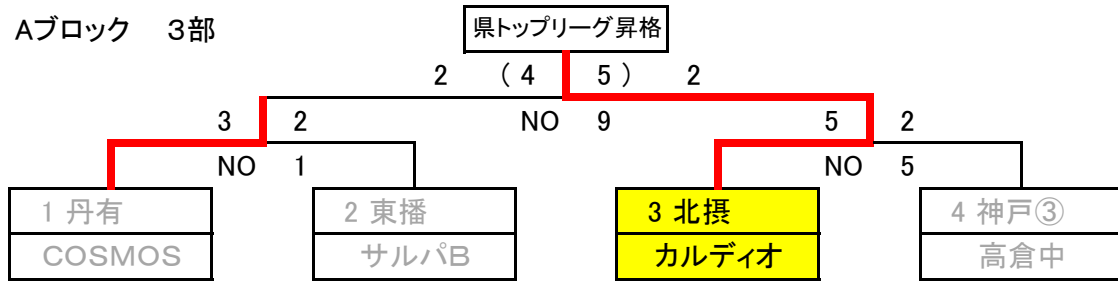 Aブロック　３部
県トップリーグ昇格
2 ( 4 5 ) 2
3 2 NO 9 5 2
NO 1 NO 5
1 丹有 2 東播 3 北摂 4 神戸③
COSMOS サルパB カルディオ 高倉中